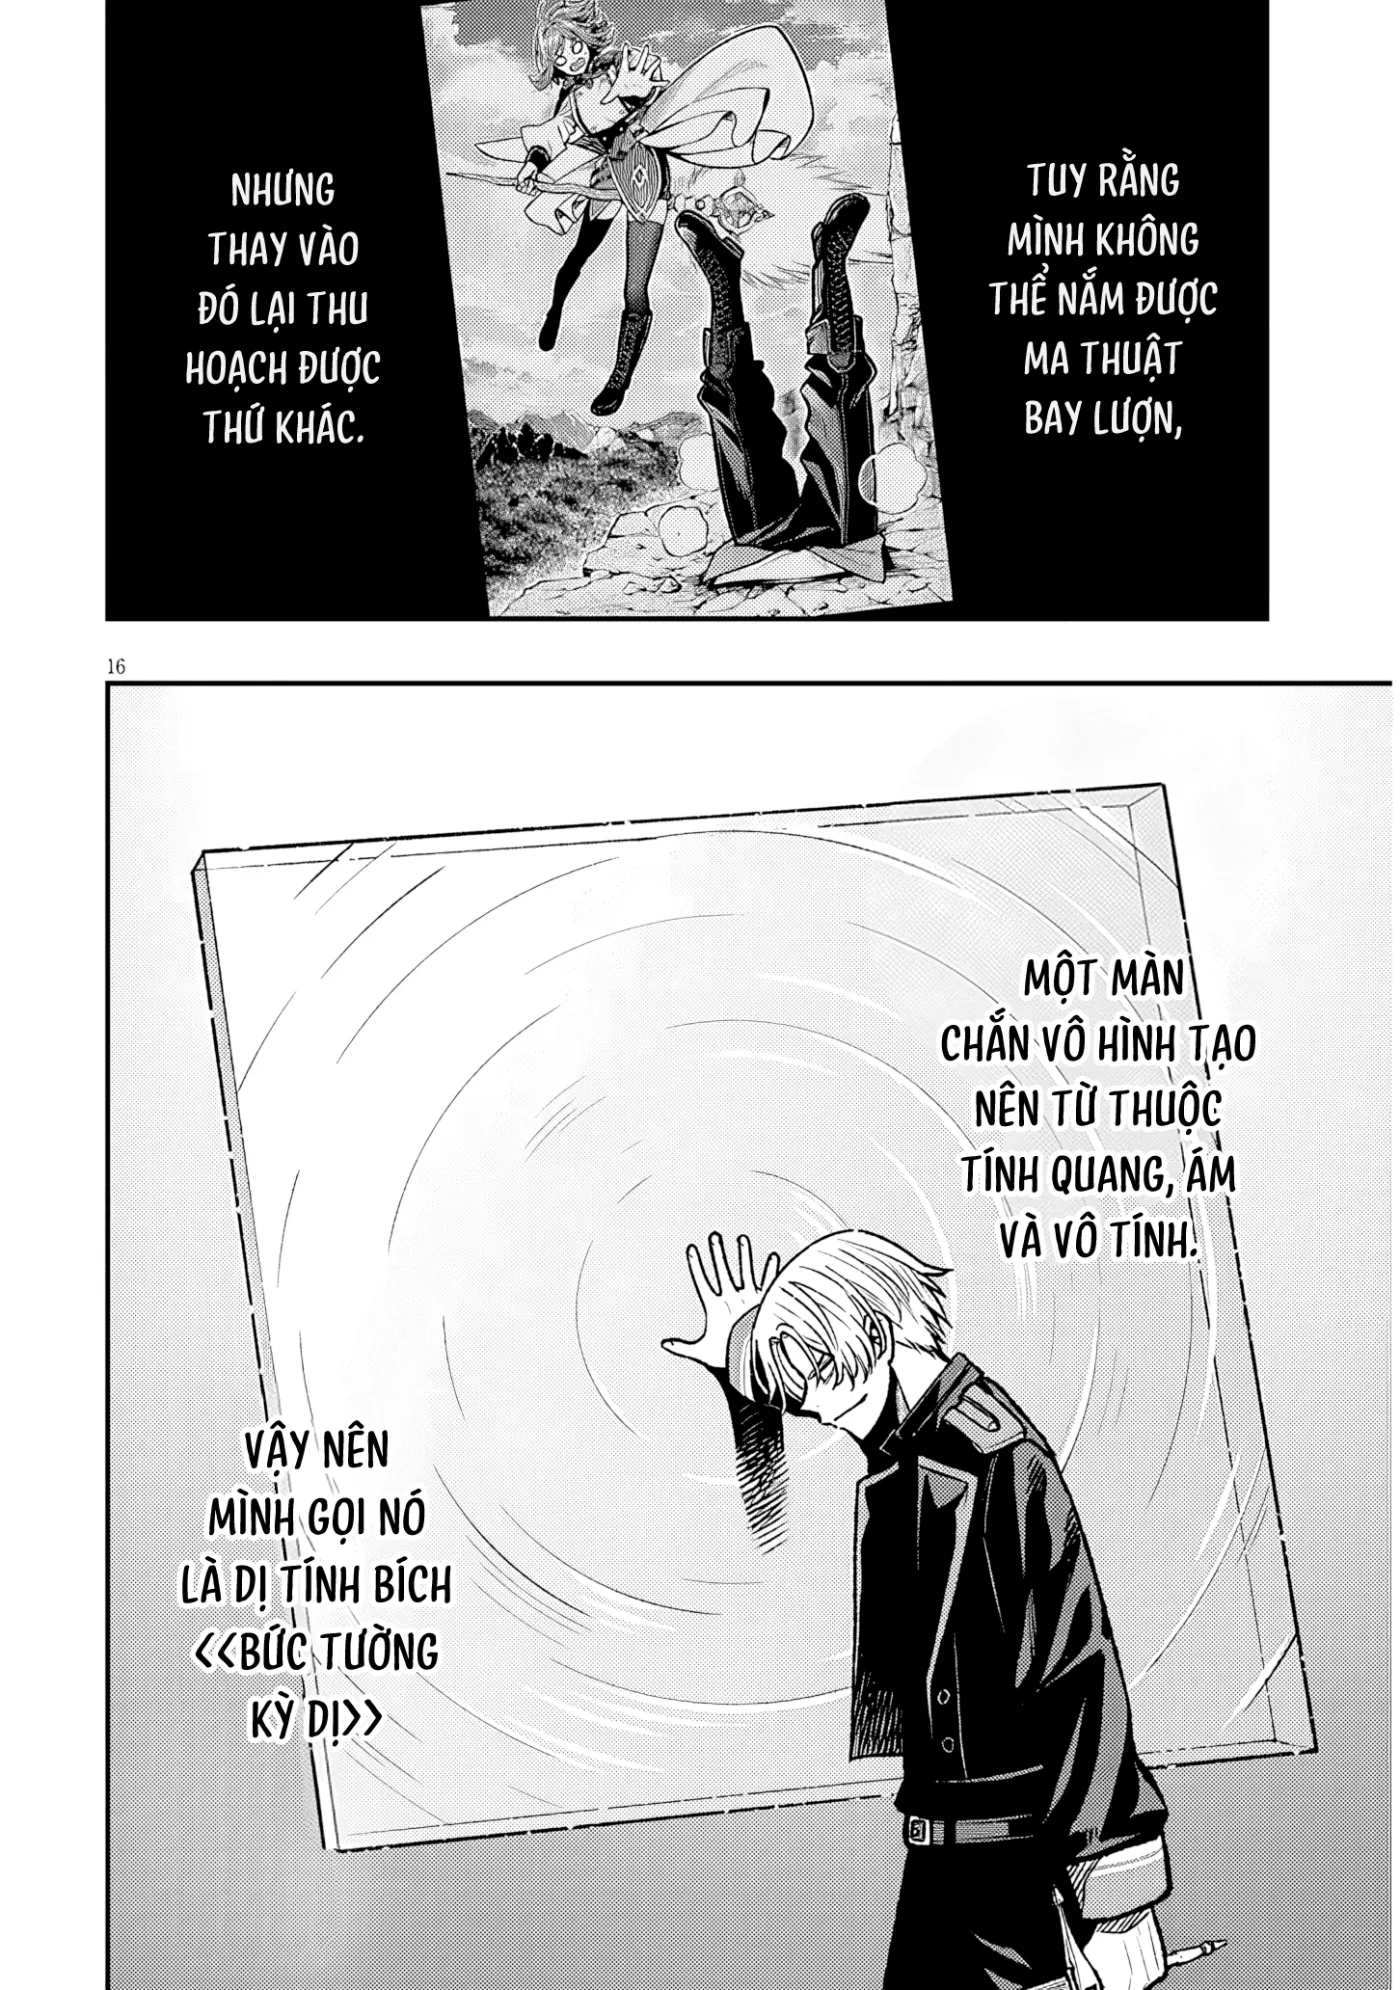 TUY RẰNG
MÌNH KHÔNG
THỂ NẮM ĐƯỢC
MA THUẬT
BAY LƯỢN,
NHƯNG
THAY VÀO
ĐÓ LẠI THU
HOẠCH ĐƯỢC
THỨ KHÁC.
16
MỘT MÀN
CHẮN VÔ HÌNH TẠO
NÊN TỪ THUỘC
TÍNH QUANG, ÁM
VÀ VÔ TÍNH.
VẬY NÊN
MÌNH GỌI NÓ
LÀ DỊ TÍNH BÍCH
<<BỨC TƯỜNG
KỲ DỊ>>